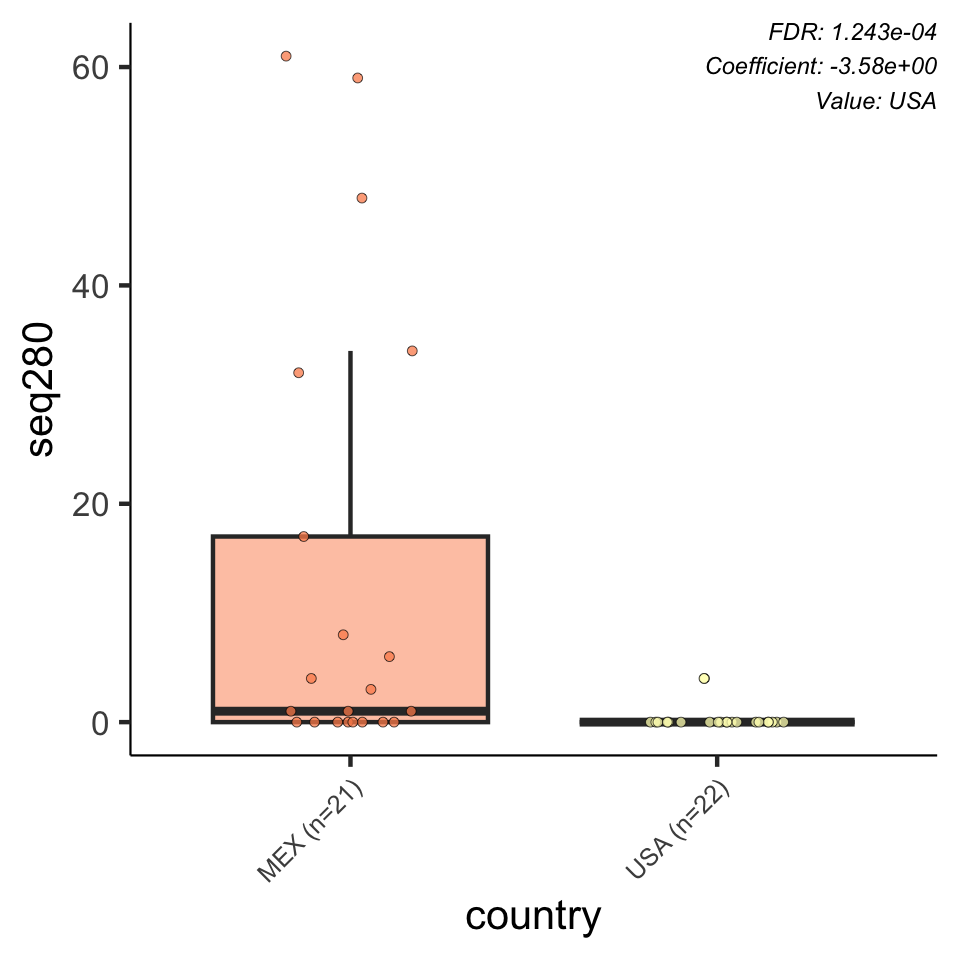 FDR: 1.243e-04
Coefficient: -3.58e+00
Value: USA
60
40
20
0
seq280
MEX (n=21)
USA (n=22)
country